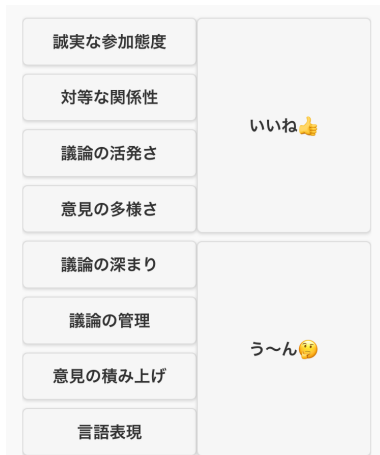 誠実な参加態度
対等な関係性
議論の活発さ
意見の多様さ
議論の深まり
議論の管理
意見の積み上げ
言語表現
いいね👍
う〜ん🤔